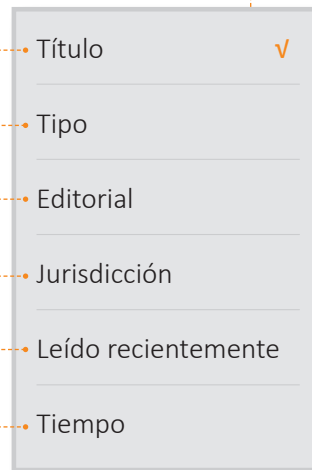 Título √
Tipo
Editorial
Jurisdicción
Leído recientemente
Tiempo